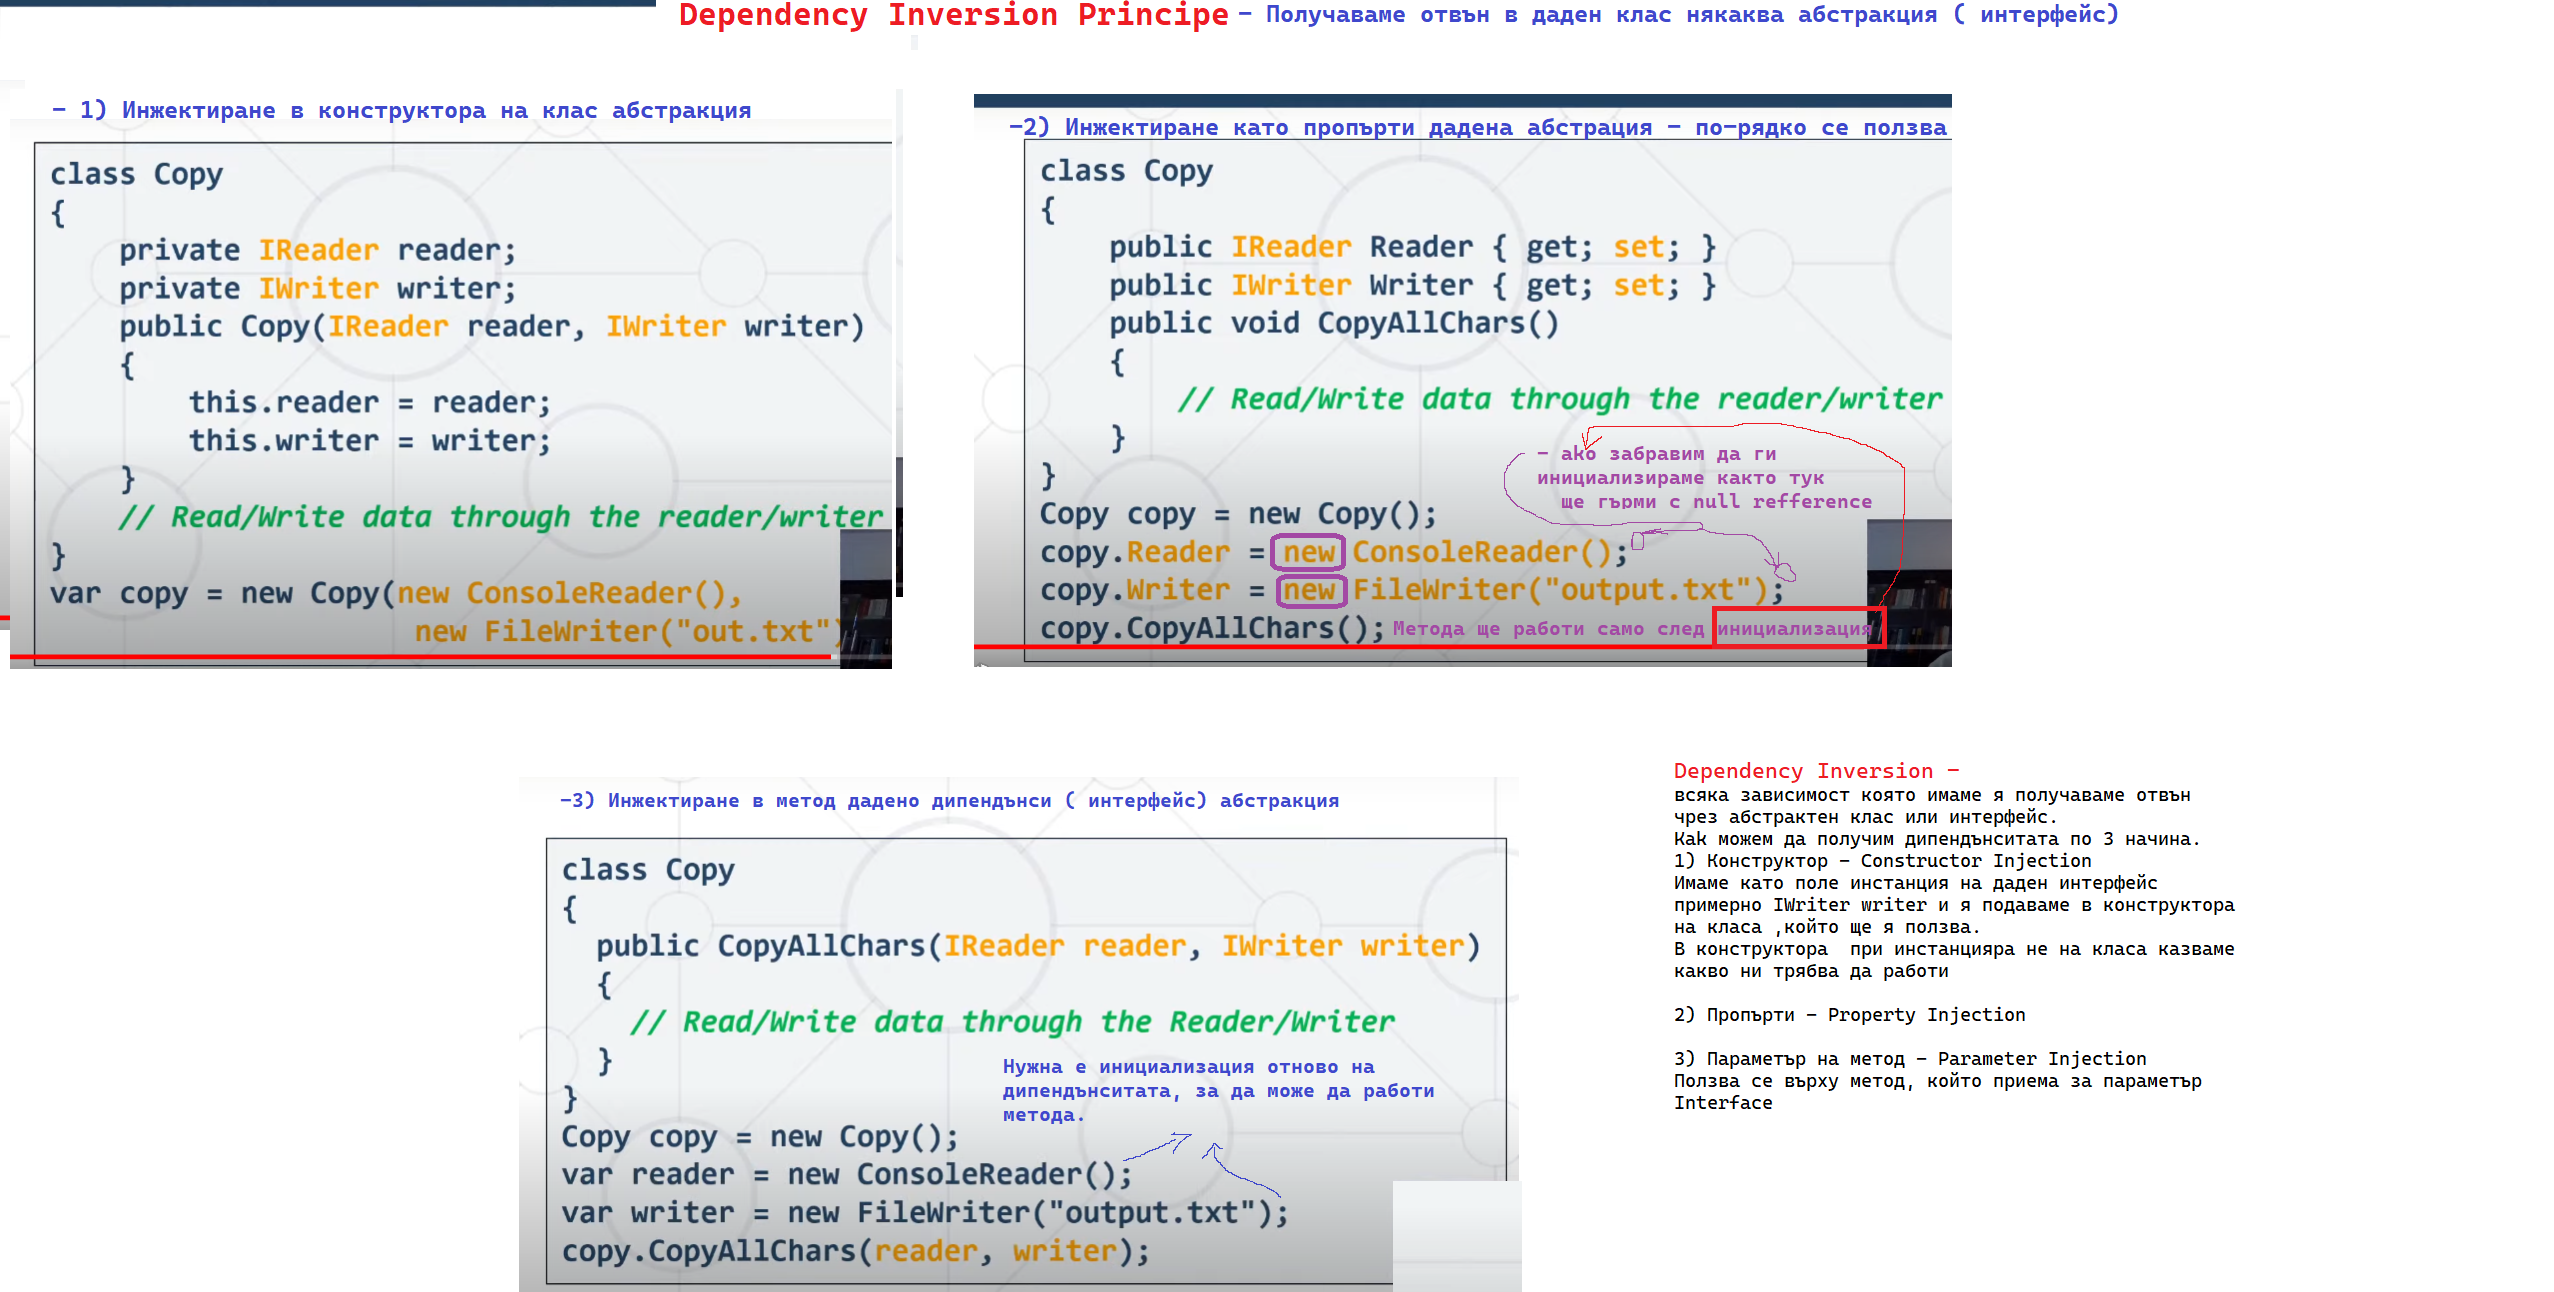 Dependency Inversion Principe - Получаваме отвън в даден клас някаква абстракция ( интерфейс)
- 1) Инжектиране в конструктора на клас абстракция
class Copy
{
private IReader reader;
private IWriter writer;
public Copy(IReader reader, IWriter writer)
{
this.reader = reader;
this.writer = writer;
}
// Read/Write data through the reader/writer
}
var copy = new Copy(new ConsoleReader(),
new FileWriter("out.txt")
-2) Инжектиране като пропърти дадена абстрация - по-рядко се ползва
class Copy
{
public IReader Reader { get; set; }
public IWriter Writer { get; set; }
public void CopyAllChars()
{
// Read/Write data through the reader/writer
}
}
- ако забравим да ги
инициализираме както тук
ще гърми с null refference
Copy copy = new Copy();
copy.Reader = new ConsoleReader();
copy.Writer = new FileWriter("output.txt");
copy.CopyAllChars(); Метода ще работи само след инициализация
-3) Инжектиране в метод дадено дипендънси ( интерфейс) абстракция
class Copy
{
public CopyAllChars(IReader reader, IWriter writer)
{
// Read/Write data through the Reader/Writer
}
}
Нужна е инициализация отново на
дипендънситата, за да може да работи
метода.
Copy copy = new Copy();
var reader = new ConsoleReader();
var writer = new FileWriter("output.txt");
copy.CopyAllChars(reader, writer);
Dependency Inversion -
всяка зависимост която имаме я получаваме отвън
чрез абстрактен клас или интерфейс.
Как можем да получим дипендънситата по 3 начина.
1) Конструктор - Constructor Injection
Имаме като поле инстанция на даден интерфейс
примерно IWriter writer и я подаваме в конструктора
на класа ,който ще я ползва.
В конструктора  при инстанцияра не на класа казваме
какво ни трябва да работи
2) Пропърти - Property Injection
3) Параметър на метод - Parameter Injection
Ползва се върху метод, който приема за параметър
Interface